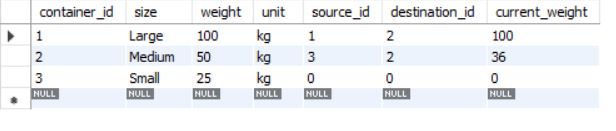 container_id size weight unit source_id destination_id current_weight
1 Large 100 kg 1 2 100
2 Medium 50 kg 3 2 36
3 Small 25 kg 0 0 0
NULL NULL NULL NULL NULL NULL NULL